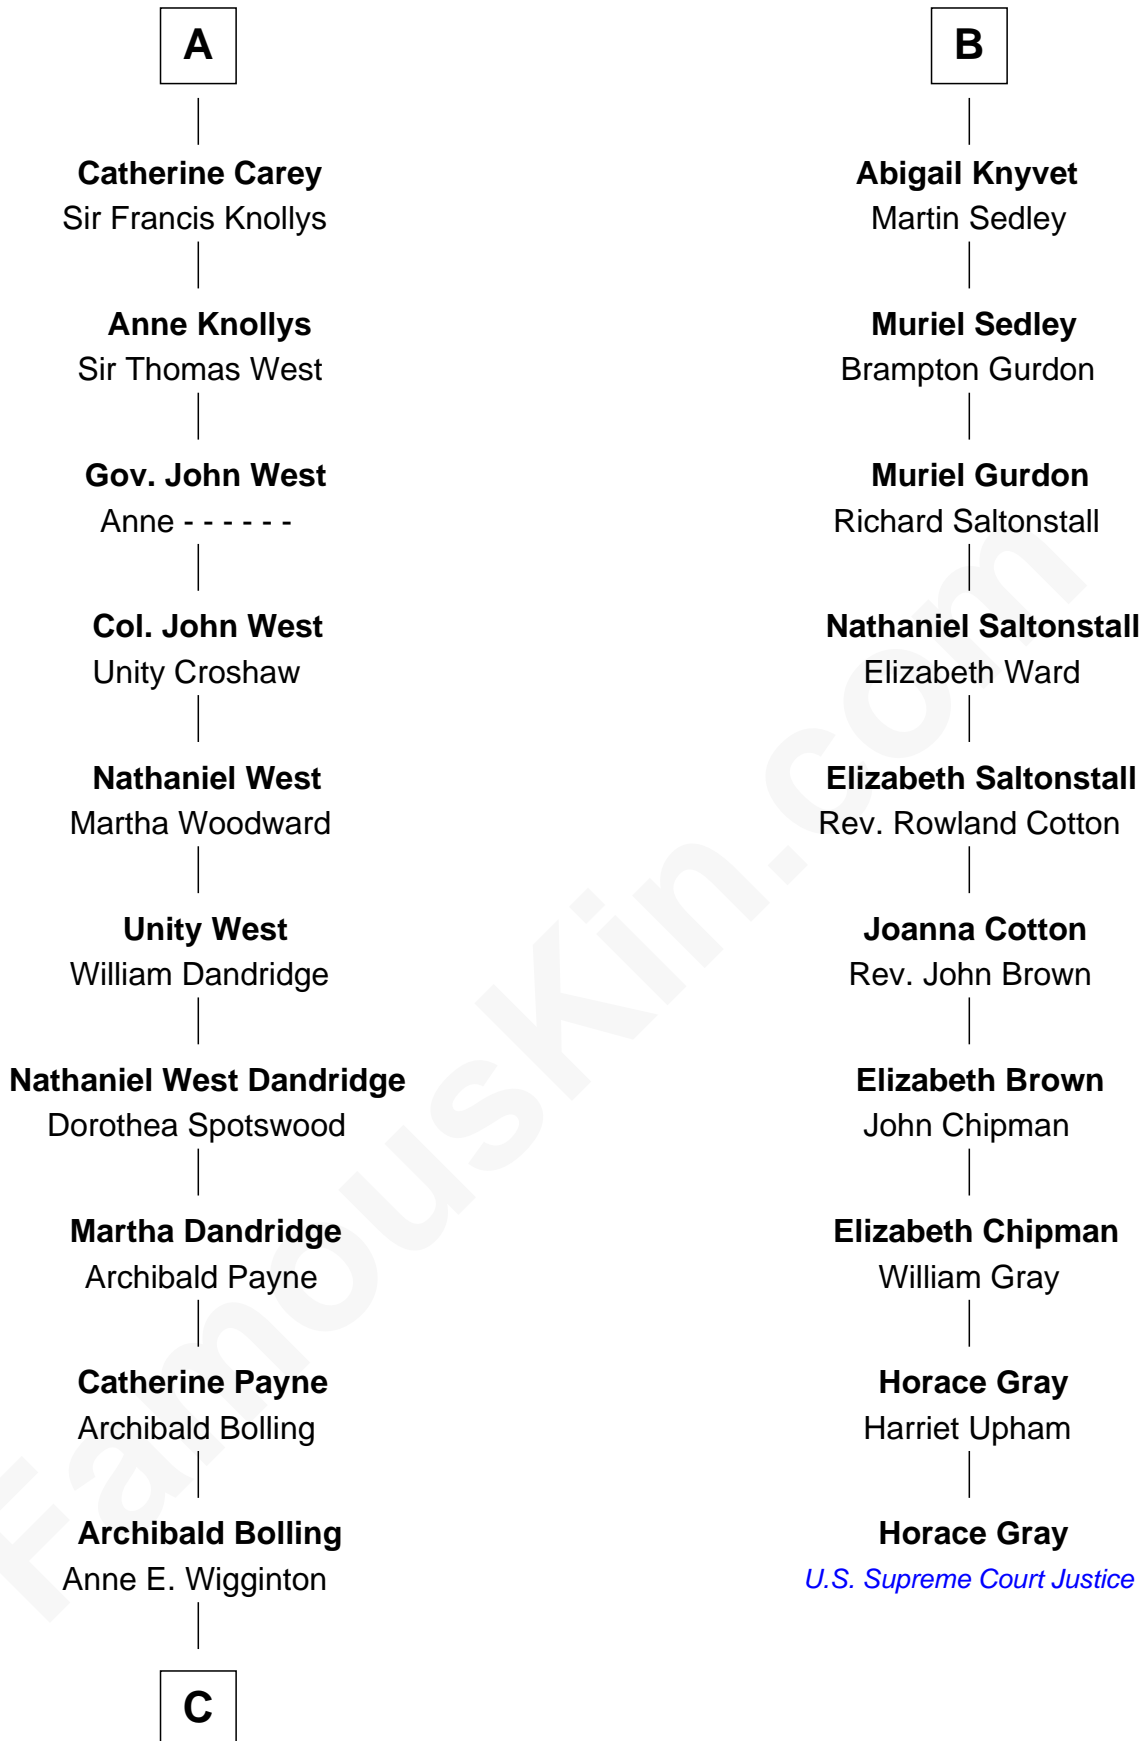 A
Catherine Carey
Sir Francis Knollys
Anne Knollys
Sir Thomas West
Gov. John West
Anne - - - - - -
Col. John West
Unity Croshaw
Nathaniel West
Martha Woodward
Unity West
William Dandridge
Nathaniel West Dandridge
Dorothea Spotswood
Martha Dandridge
Archibald Payne
Catherine Payne
Archibald Bolling
Archibald Bolling
Anne E. Wigginton
C
B
Abigail Knyvet
Martin Sedley
Muriel Sedley
Brampton Gurdon
Muriel Gurdon
Richard Saltonstall
Nathaniel Saltonstall
Elizabeth Ward
Elizabeth Saltonstall
Rev. Rowland Cotton
Joanna Cotton
Rev. John Brown
Elizabeth Brown
John Chipman
Elizabeth Chipman
William Gray
Horace Gray
Harriet Upham
Horace Gray
U.S. Supreme Court Justice
FamousKin.com